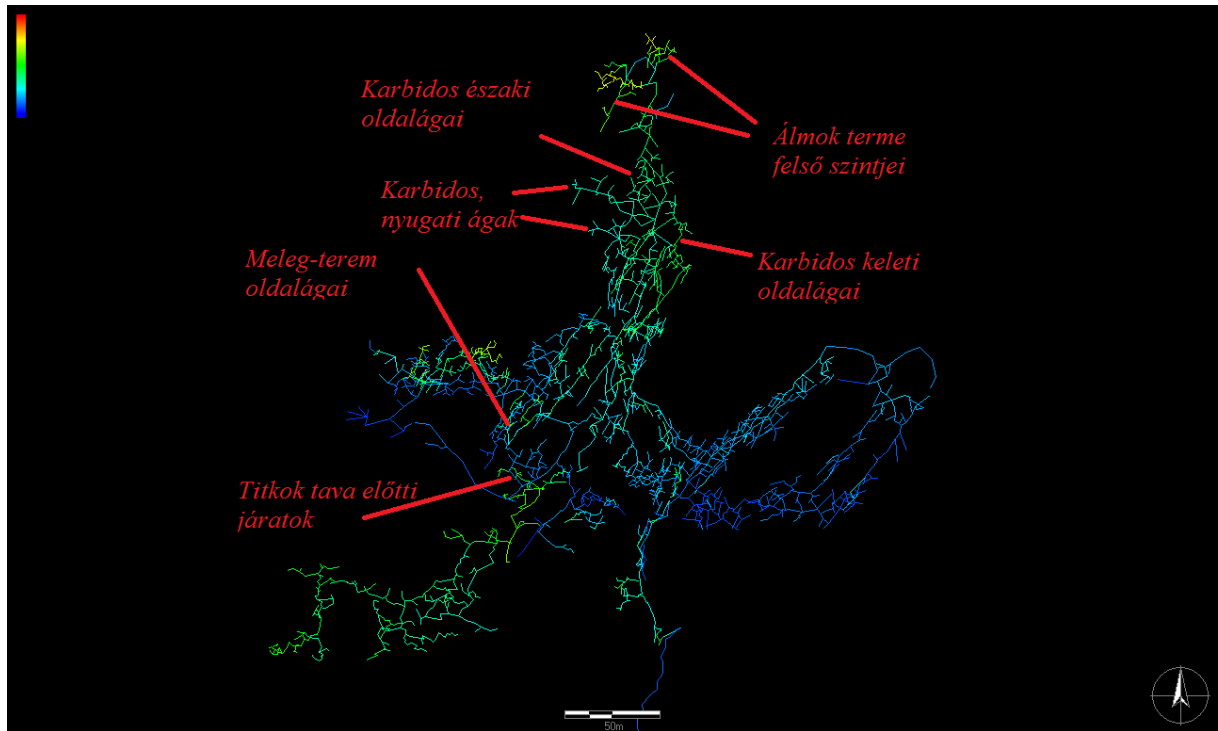 Karbidos északi
oldalágai
Álmok terme
felső szintjei
Karbidos,
nyugati ágak
Meleg-terem
oldalágai
Karbidos keleti
oldalágai
Titkok tava előtti
járatok
50m